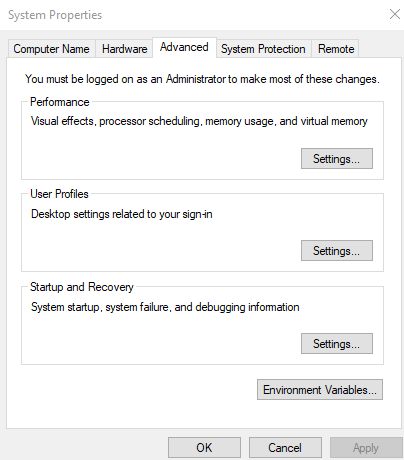 System Properties
Computer Name Hardware Advanced System Protection Remote
You must be logged on as an Administrator to make most of these changes.
Performance
Visual effects, processor scheduling, memory usage, and virtual memory
Settings...
User Profiles
Desktop settings related to your sign-in
Settings...
Startup and Recovery
System startup, system failure, and debugging information
Settings...
Environment Variables...
OK Cancel Apply